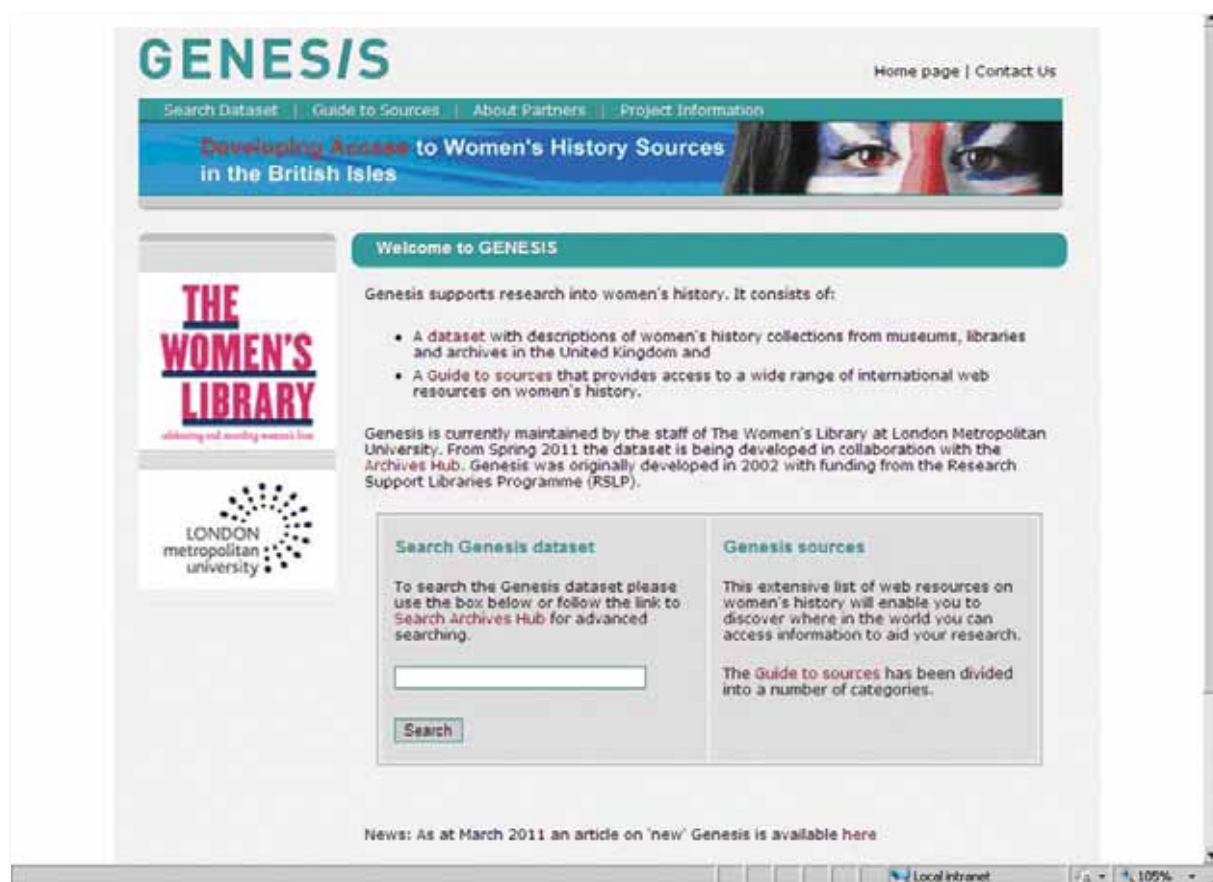 GENESIS
Home page | Contact Us
Search Dataset | Guide to Sources | About Partners | Project Information
Developing Access to Women's History Sources
in the British Isles
Welcome to GENESIS
THE
WOMEN'S
LIBRARY
LONDON
metropolitan
university
Genesis supports research into women's history. It consists of:
• A dataset with descriptions of women's history collections from museums, libraries
and archives in the United Kingdom and
• A Guide to sources that provides access to a wide range of international web
resources on women's history.
Genesis is currently maintained by the staff of The Women's Library at London Metropolitan
University. From Spring 2011 the dataset is being developed in collaboration with the
Archives Hub. Genesis was originally developed in 2002 with funding from the Research
Support Libraries Programme (RSLP).
Search Genesis dataset
To search the Genesis dataset please
use the box below or follow the link to
Search Archives Hub for advanced
searching.
Search
Genesis sources
This extensive list of web resources on
women's history will enable you to
discover where in the world you can
access information to aid your research.
The Guide to sources has been divided
into a number of categories.
News: As at March 2011 an article on 'new' Genesis is available here
Local intranet
105%